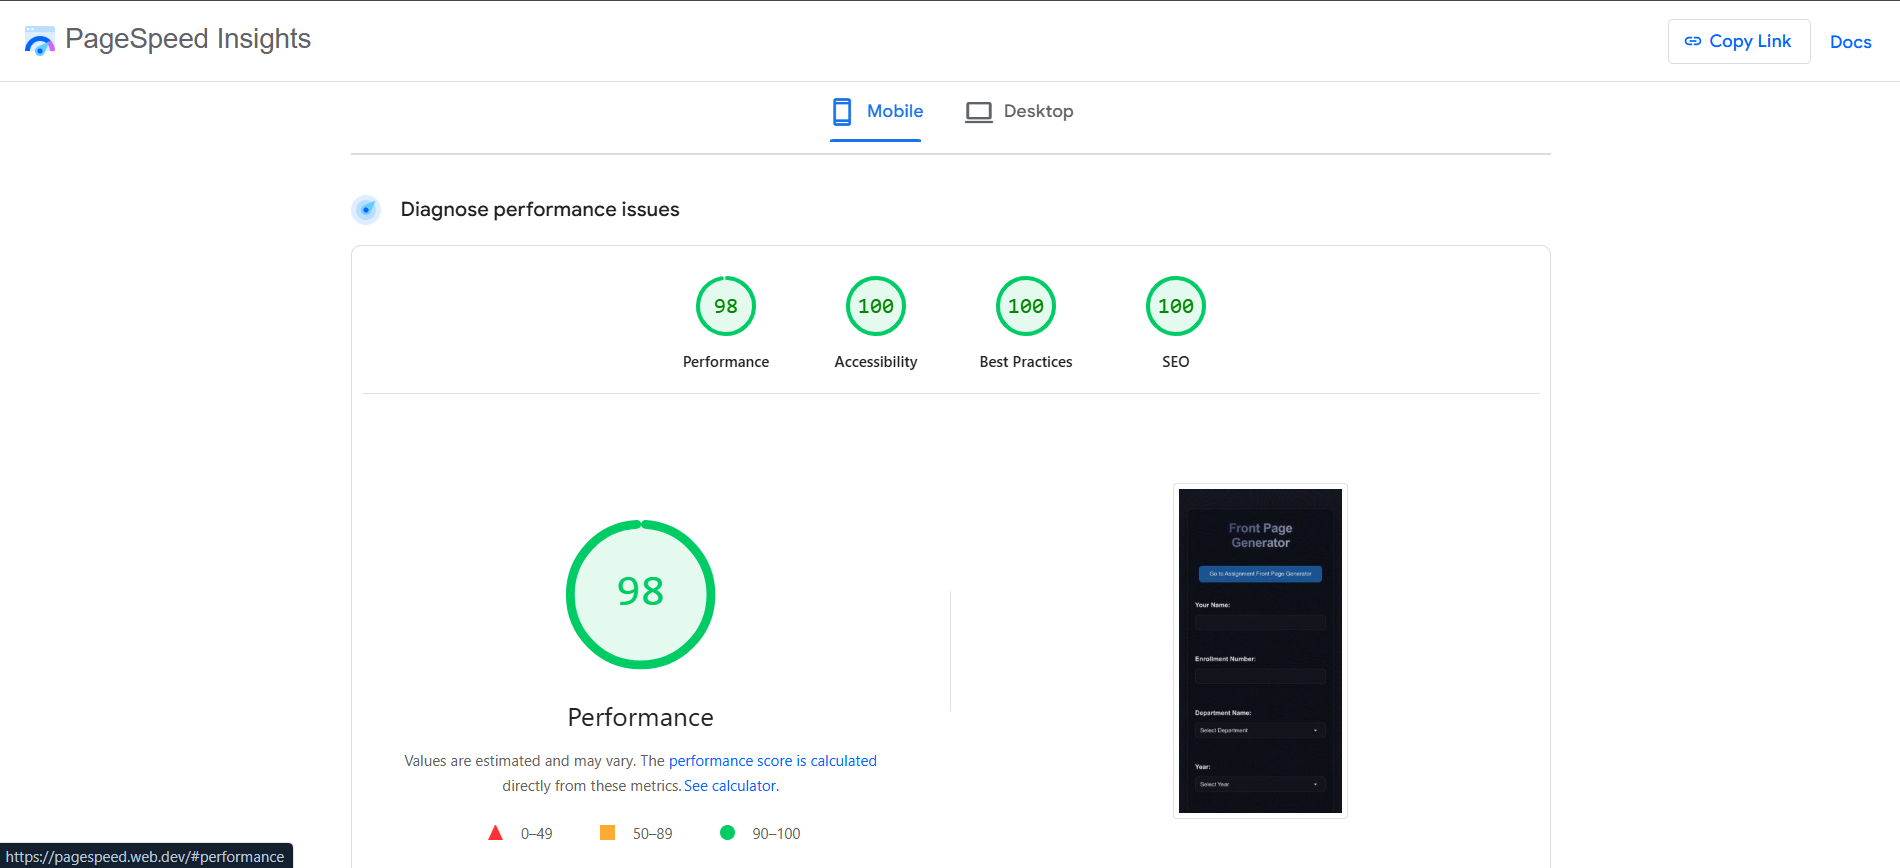 PageSpeed Insights
Copy Link
Docs
Mobile
Desktop
Diagnose performance issues
98
100
100
100
Performance
Accessibility
Best Practices
SEO
98
Performance
Values are estimated and may vary. The performance score is calculated
directly from these metrics. See calculator.
0–49
50–89
90–100
Front Page
Generator
Go to Assignment Front Page Generator
Your Name:
Enrollment Number:
Department Name:
Select Department
Year:
Select Year
https://pagespeed.web.dev/#performance